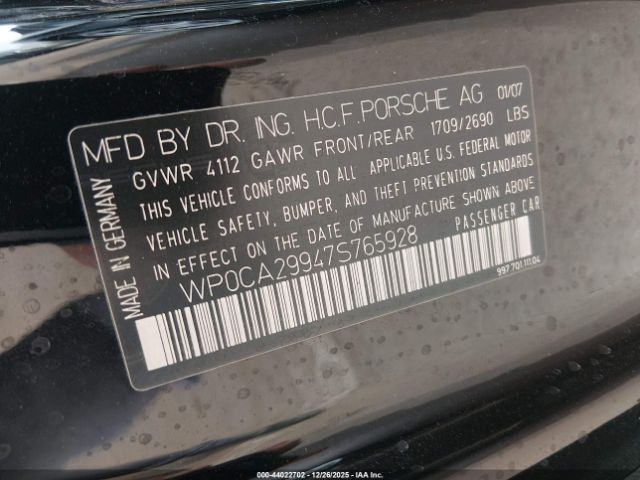 MADE IN GERMANY
MFD BY DR. ING. H.C.F. PORSCHE AG 01/07
GVWR 4112 GAWR FRONT/REAR 1709/2690 LBS
THIS VEHICLE CONFORMS TO ALL APPLICABLE U.S. FEDERAL MOTOR
VEHICLE SAFETY, BUMPER, AND THEFT PREVENTION STANDARDS
IN EFFECT ON THE DATE OF MANUFACTURE SHOWN ABOVE
WP0CA29947S765928 PASSENGER CAR
997.701.111.04
000-44022702 | 12/26/2025 - IAAI.com